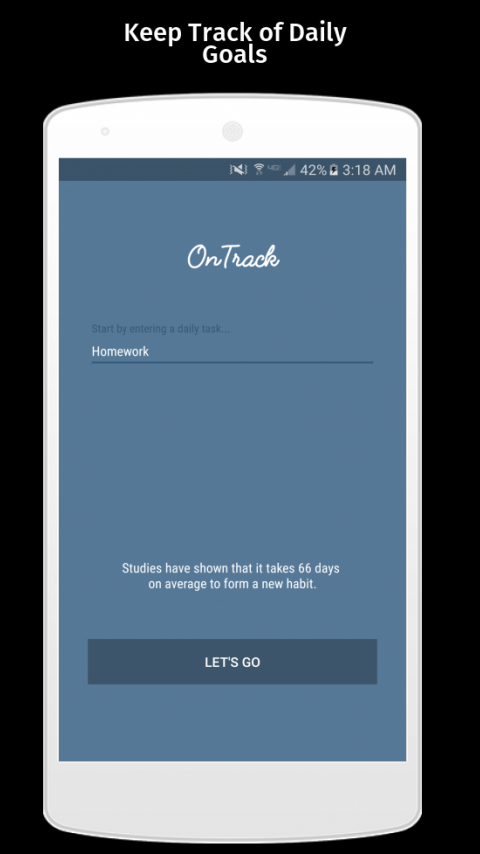 Keep Track of Daily
Goals
42% 3:18 AM
OnTrack
Start by entering a daily task...
Homework
Studies have shown that it takes 66 days
on average to form a new habit.
LET'S GO